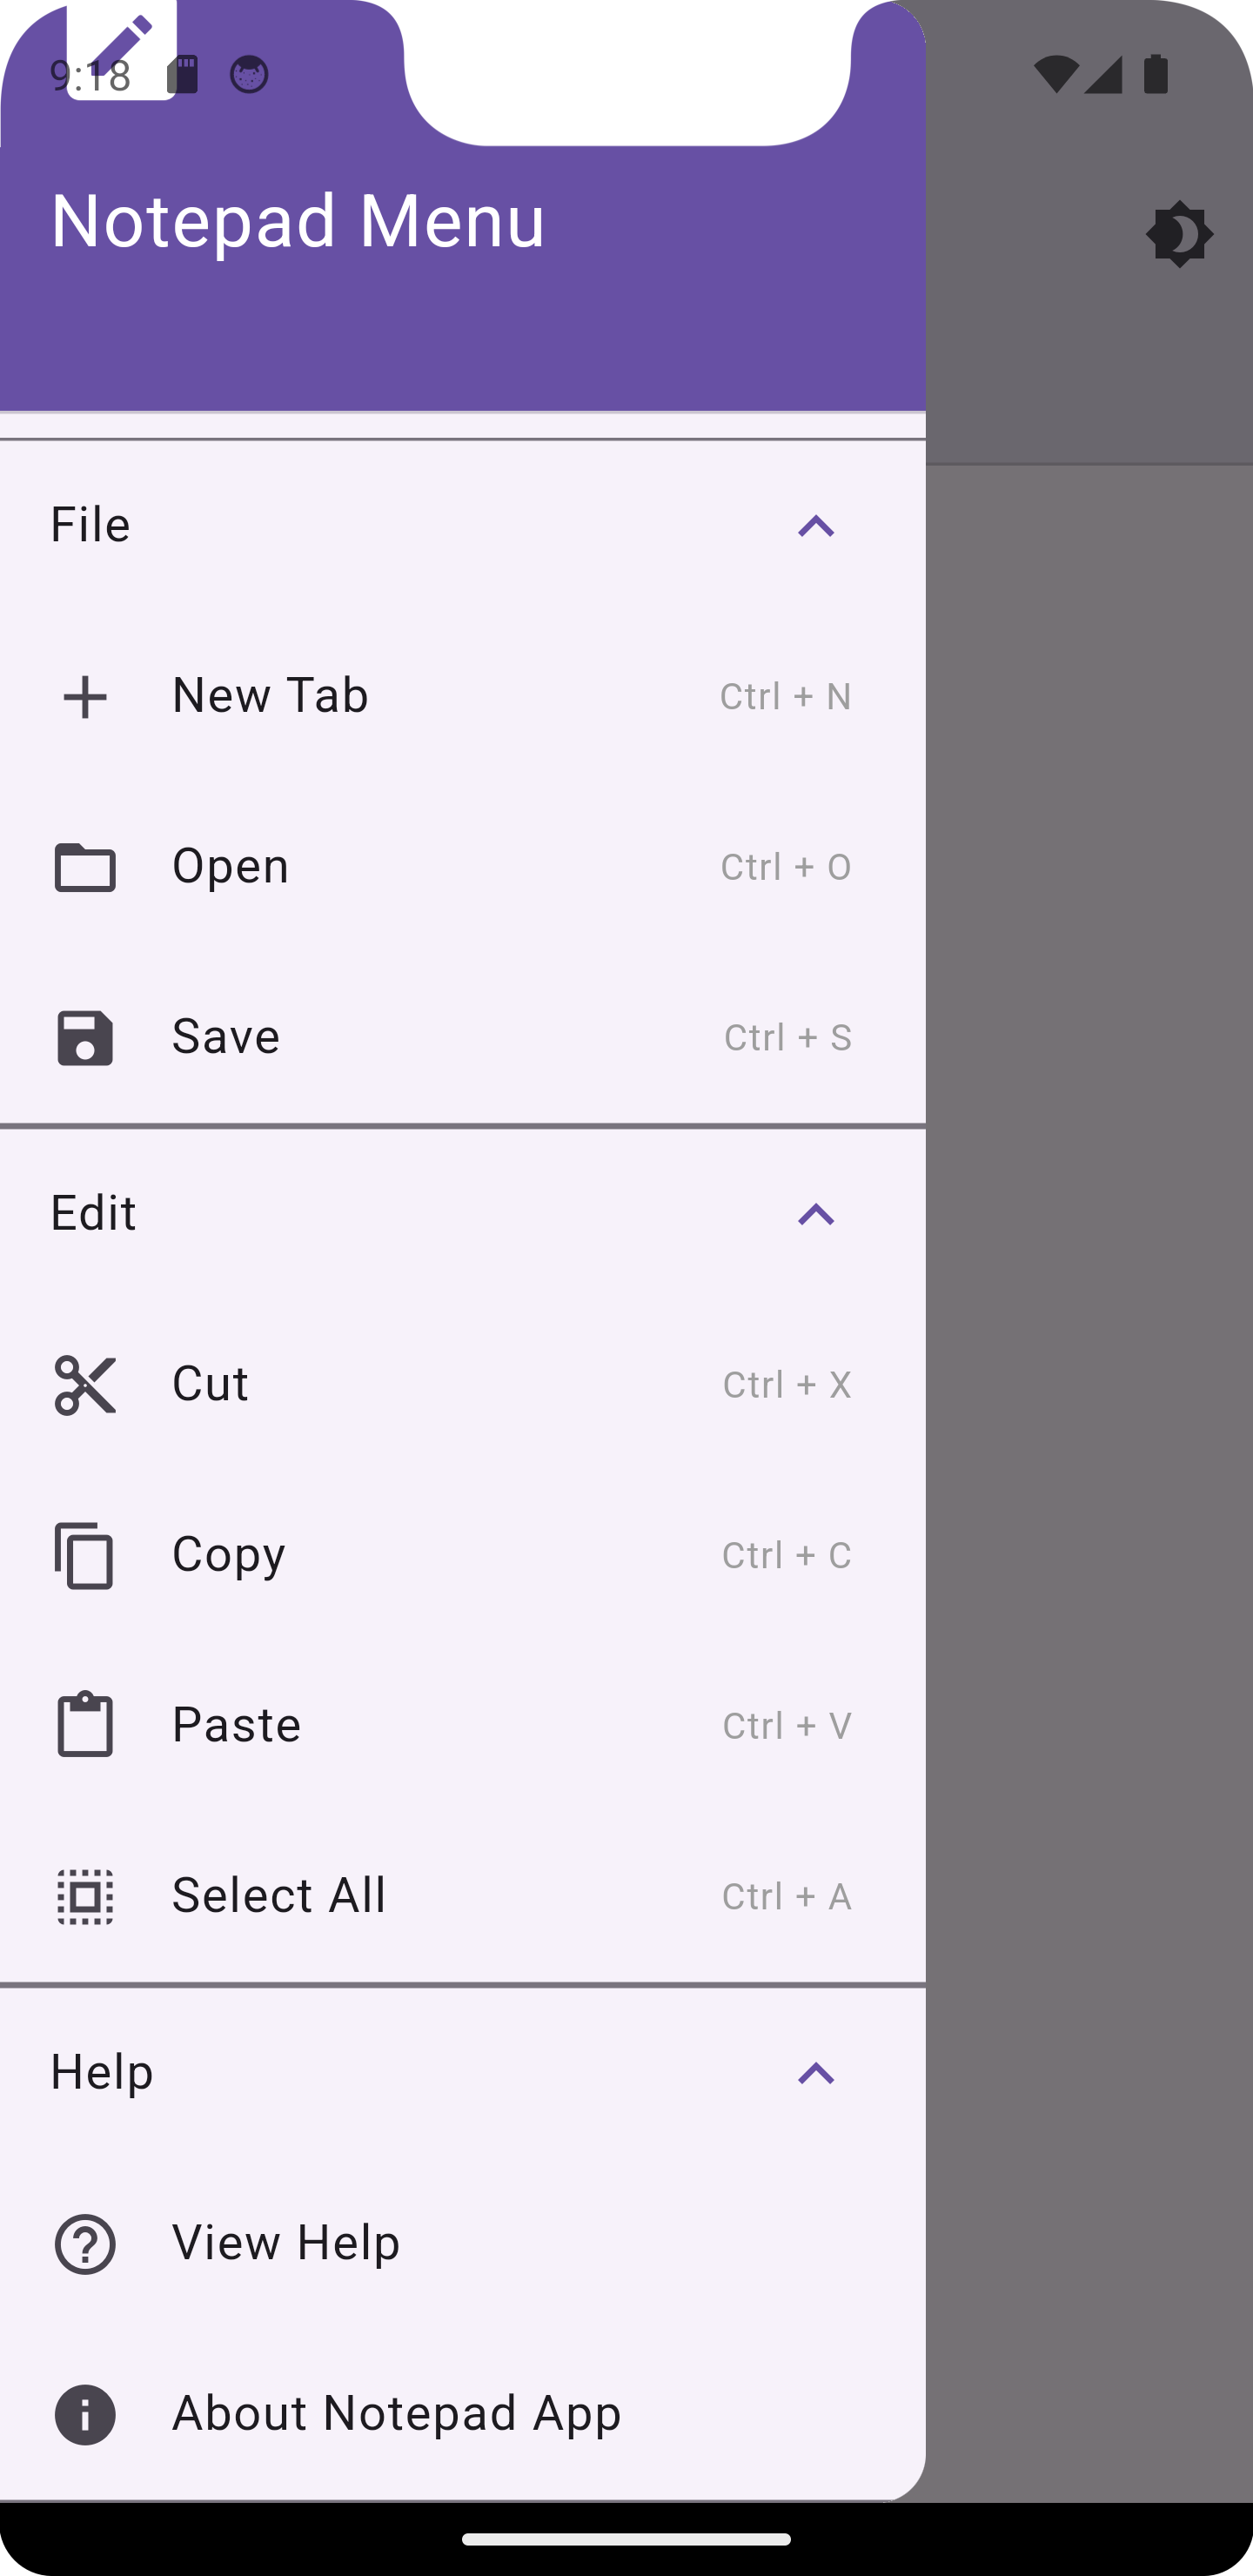 9:18
Notepad Menu
File
New Tab Ctrl + N
Open Ctrl + O
Save Ctrl + S
Edit
Cut Ctrl + X
Copy Ctrl + C
Paste Ctrl + V
Select All Ctrl + A
Help
View Help
About Notepad App